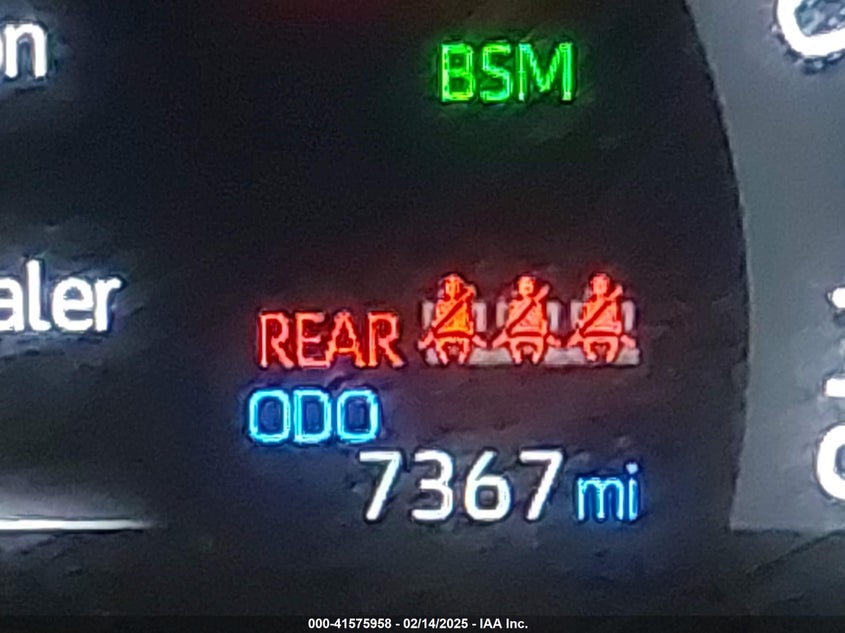 on
BSM
aler
REAR
ODO
7367 mi
000-41575958 - 02/14/2025 - IAA Inc.